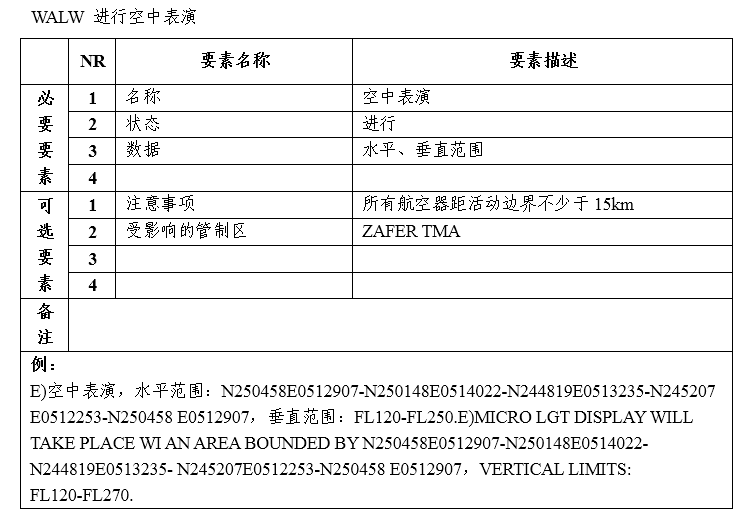 WALW 进行空中表演
NR 要素名称 要素描述
必要要素
1 名称 空中表演
2 状态 进行
3 数据 水平、垂直范围
4
可选要素
1 注意事项 所有航空器距活动边界不少于 15km
2 受影响的管制区 ZAFER TMA
3
4
备注
例：
E)空中表演，水平范围：N250458E0512907-N250148E0514022-N244819E0513235-N245207
E0512253-N250458 E0512907，垂直范围：FL120-FL250.E)MICRO LGT DISPLAY WILL
TAKE PLACE WI AN AREA BOUNDED BY N250458E0512907-N250148E0514022-
N244819E0513235- N245207E0512253-N250458 E0512907，VERTICAL LIMITS:
FL120-FL270.